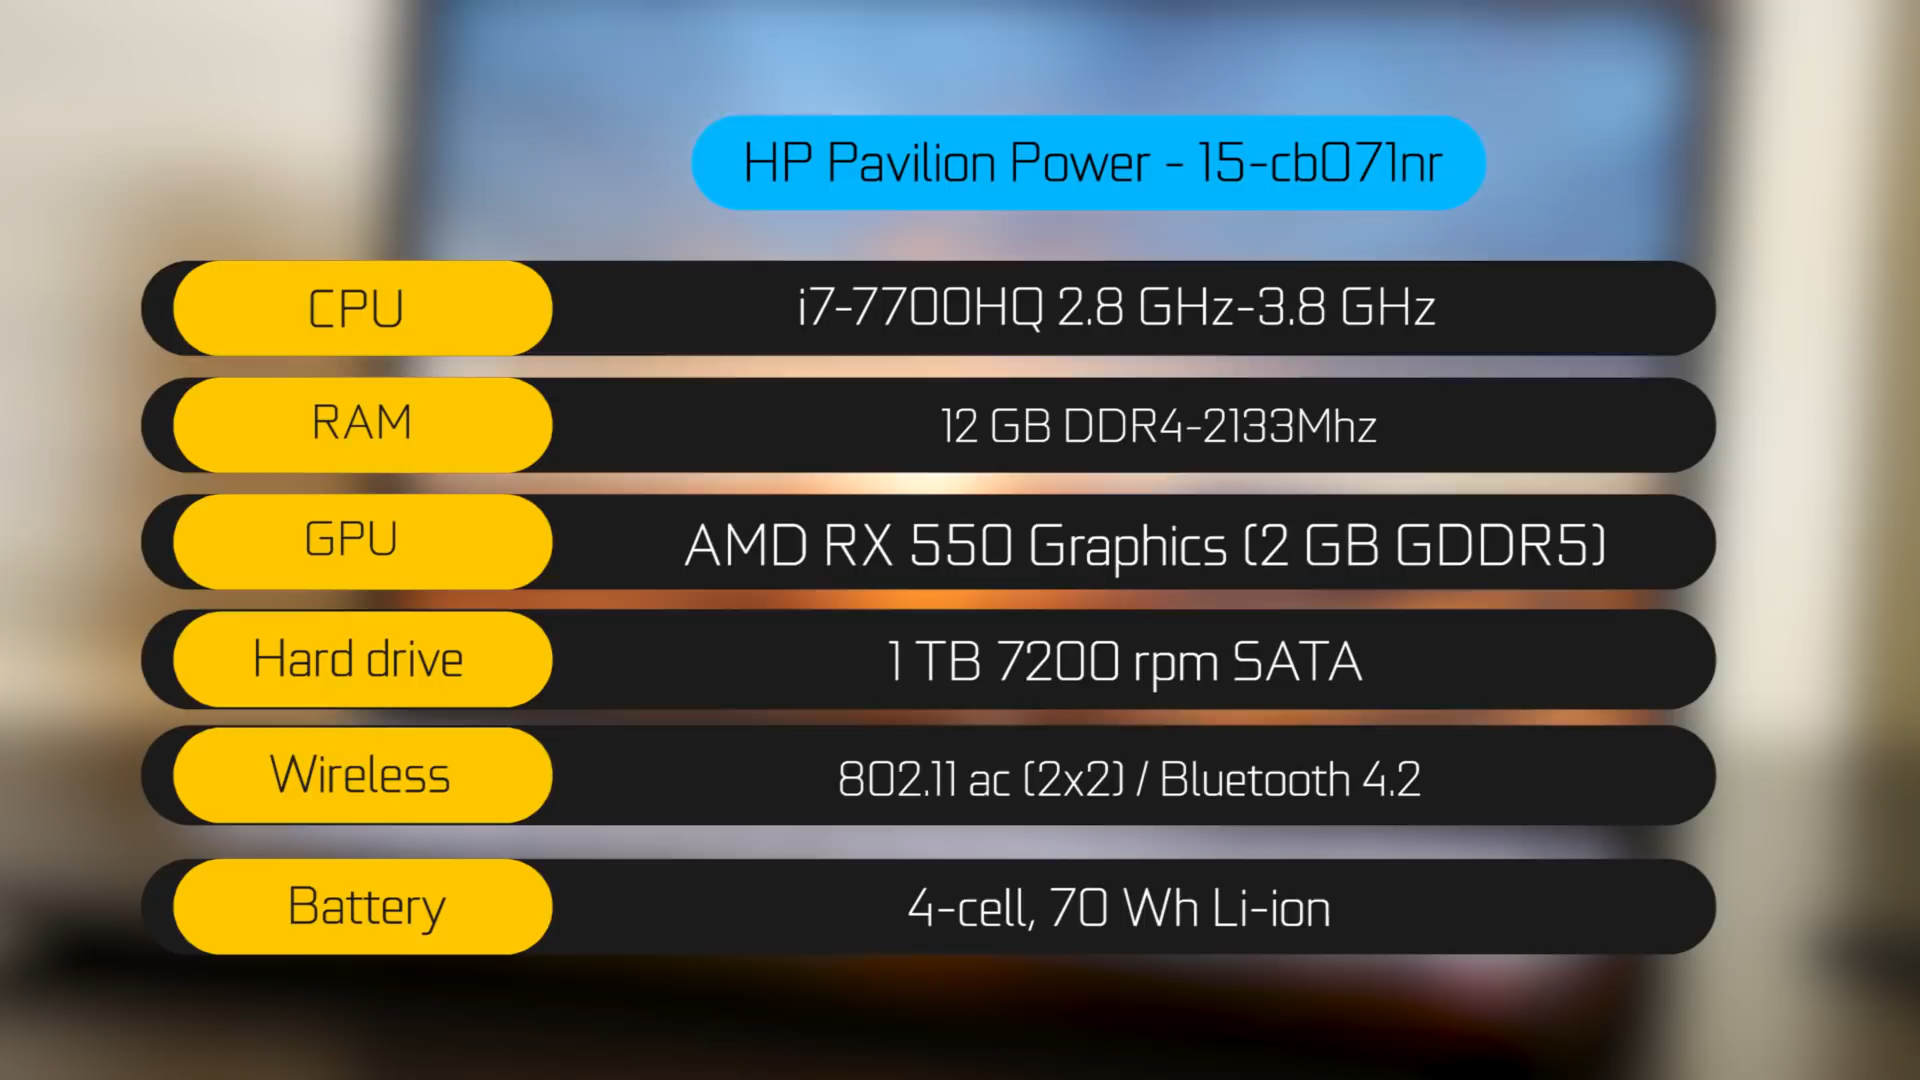 HP Pavilion Power - 15-cb071nr
CPU
i7-7700HQ 2.8 GHz-3.8 GHz
RAM
12 GB DDR4-2133Mhz
GPU
AMD RX 550 Graphics (2 GB GDDR5)
Hard drive
1 TB 7200 rpm SATA
Wireless
802.11 ac (2x2) / Bluetooth 4.2
Battery
4-cell, 70 Wh Li-ion